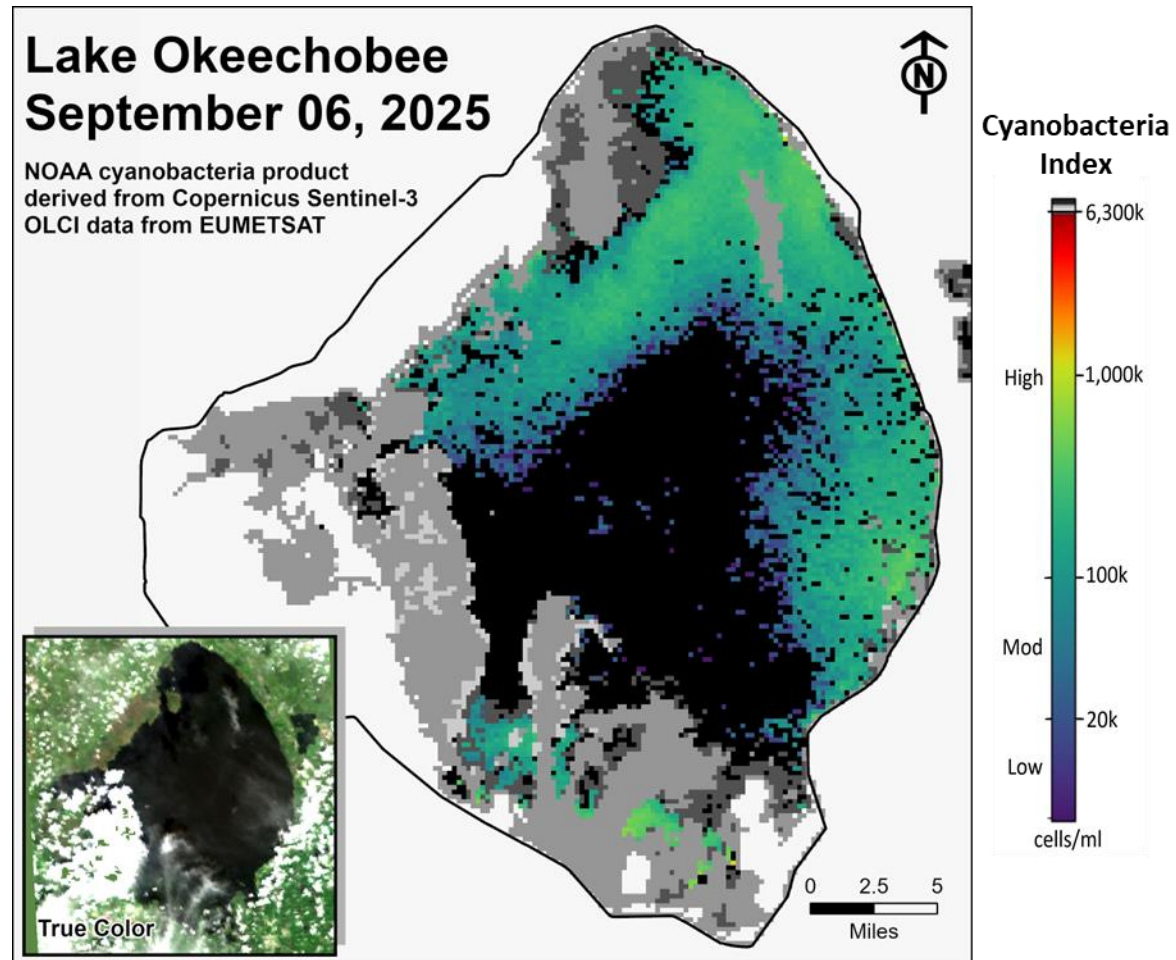 Lake Okeechobee
September 06, 2025
NOAA cyanobacteria product
derived from Copernicus Sentinel-3
OLCI data from EUMETSAT
N
Cyanobacteria
Index
6,300k
High
1,000k
100k
Mod
20k
Low
cells/ml
True Color
0 2.5 5
Miles